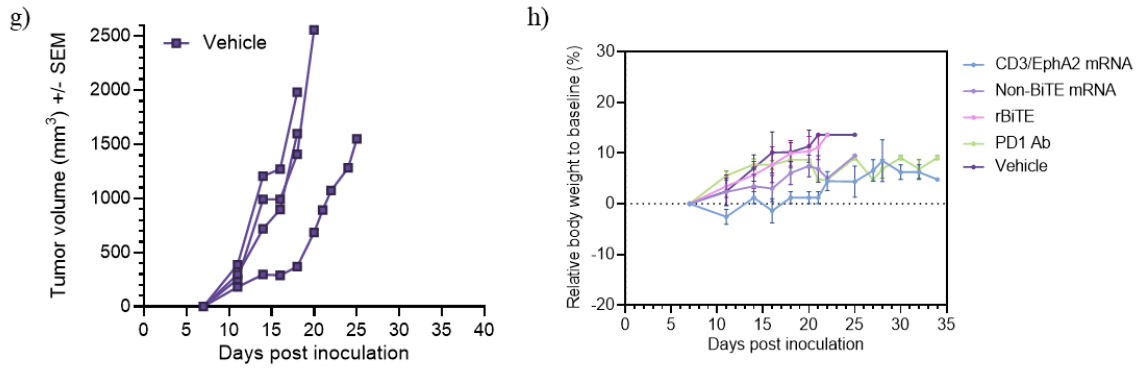 g)
Tumor volume (mm³) +/- SEM
2500
2000
1500
1000
500
0
Vehicle
0 5 10 15 20 25 30 35 40
Days post inoculation
h)
Relative body weight to baseline (%)
30
20
10
0
-10
-20
0 5 10 15 20 25 30 35
Days post inoculation
CD3/EphA2 mRNA
Non-BiTE mRNA
rBiTE
PD1 Ab
Vehicle